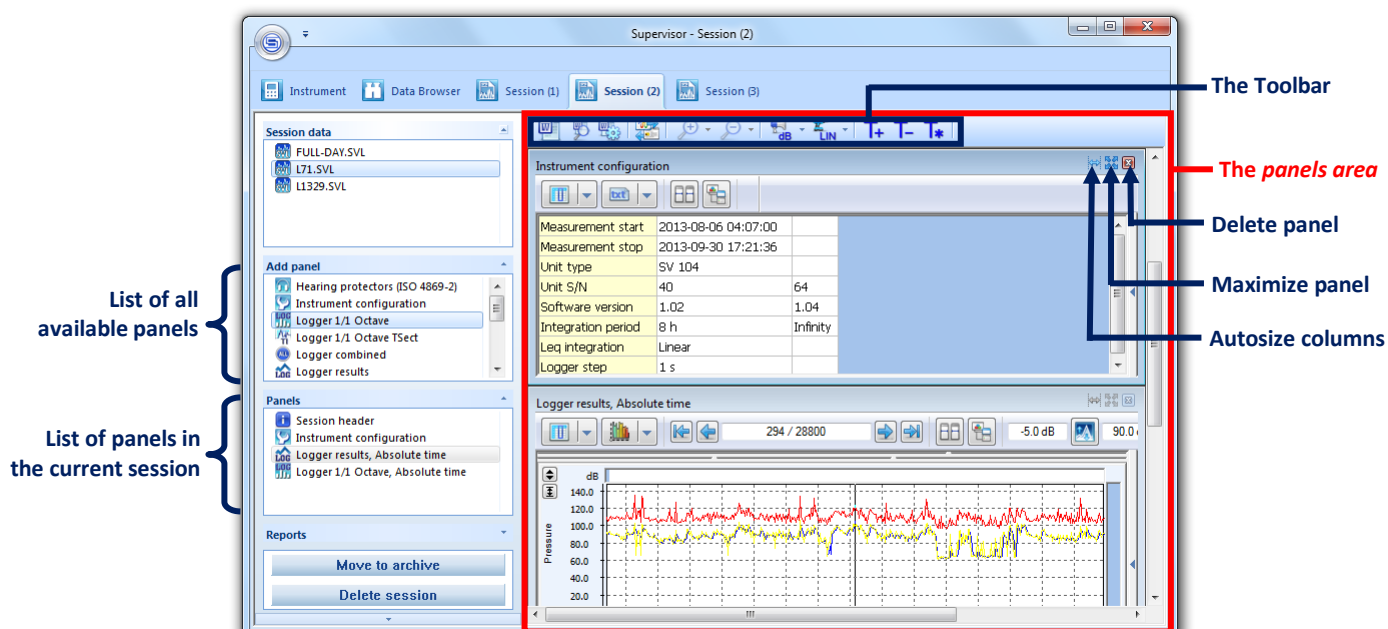 Supervisor - Session (2)
Instrument
Data Browser
Session (1)
Session (2)
Session (3)
The Toolbar
Session data
FULL-DAY.SVL
L71.SVL
L1329.SVL
dB
LIN
T+
T-
T*
The panels area
Instrument configuration
txt
Delete panel
Maximize panel
Autosize columns
Measurement start 2013-08-06 04:07:00
Measurement stop 2013-09-30 17:21:36
Unit type SV 104
Unit S/N 40 64
Software version 1.02 1.04
Integration period 8 h Infinity
Leq integration Linear
Logger step 1 s
List of all
available panels
Add panel
Hearing protectors (ISO 4869-2)
Instrument configuration
Logger 1/1 Octave
Logger 1/1 Octave TSect
Logger combined
Logger results
List of panels in
the current session
Panels
Session header
Instrument configuration
Logger results, Absolute time
Logger 1/1 Octave, Absolute time
Reports
Move to archive
Delete session
Logger results, Absolute time
294 / 28800
-5.0 dB
90.0
dB
140.0
120.0
100.0
80.0
60.0
40.0
20.0
Pressure